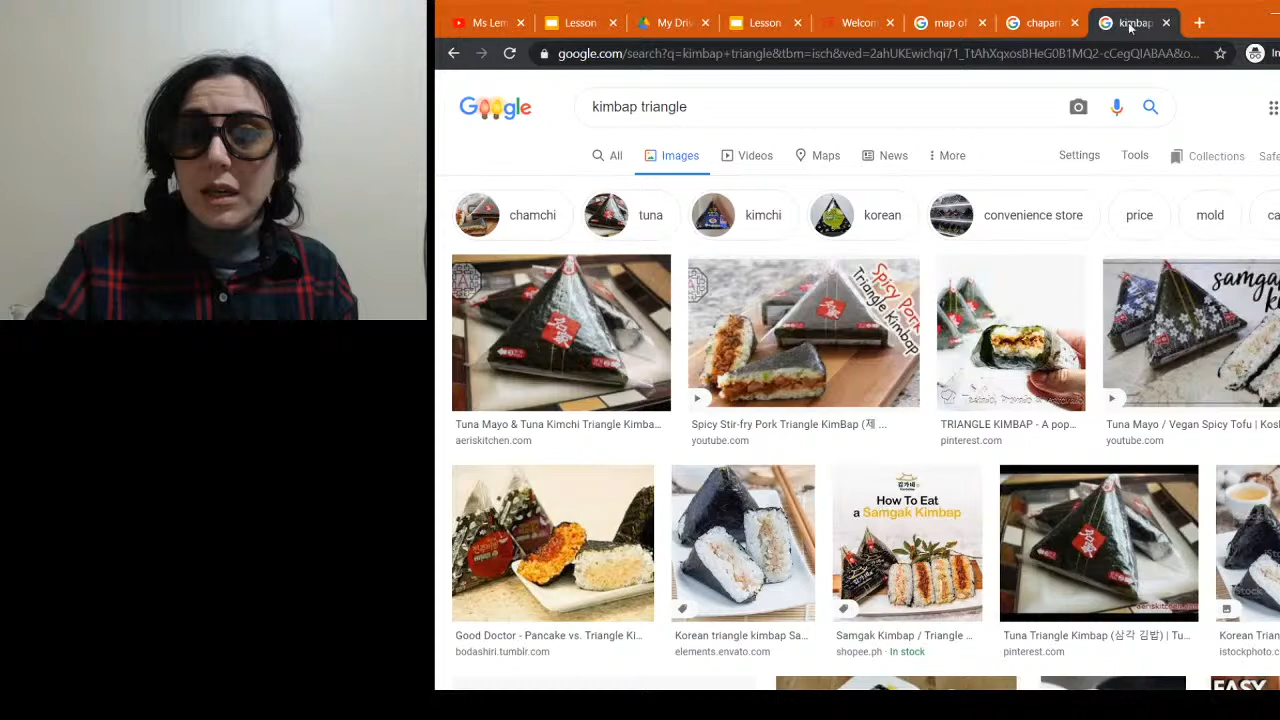 Ms Lem
Lesson
My Driv
Lesson
Welcom
map of
chaparr
kimbap
google.com/search?q=kimbap+triangle&tbm=isch&ved=2ahUKEwichqi71_TtAhXqxosBHeG0B1MQ2-cCegQIABAA&o...
Google
kimbap triangle
All
Images
Videos
Maps
News
More
Settings
Tools
Collections
Safe
chamchi
tuna
kimchi
korean
convenience store
price
mold
Spicy Pork
Triangle Kimbap
samga
Tuna Mayo & Tuna Kimchi Triangle Kimba...
aeriskitchen.com
Spicy Stir-fry Pork Triangle KimBap (제 ...
youtube.com
TRIANGLE KIMBAP - A pop...
pinterest.com
Tuna Mayo / Vegan Spicy Tofu | Kos
youtube.com
How To Eat
a Samgak Kimbap
Good Doctor - Pancake vs. Triangle Ki...
bodashiri.tumblr.com
Korean triangle kimbap Sa...
elements.envato.com
Samgak Kimbap / Triangle ...
shopee.ph · In stock
Tuna Triangle Kimbap (삼각 김밥) | Tu...
pinterest.com
Korean Trian
istockphoto.c
EASY